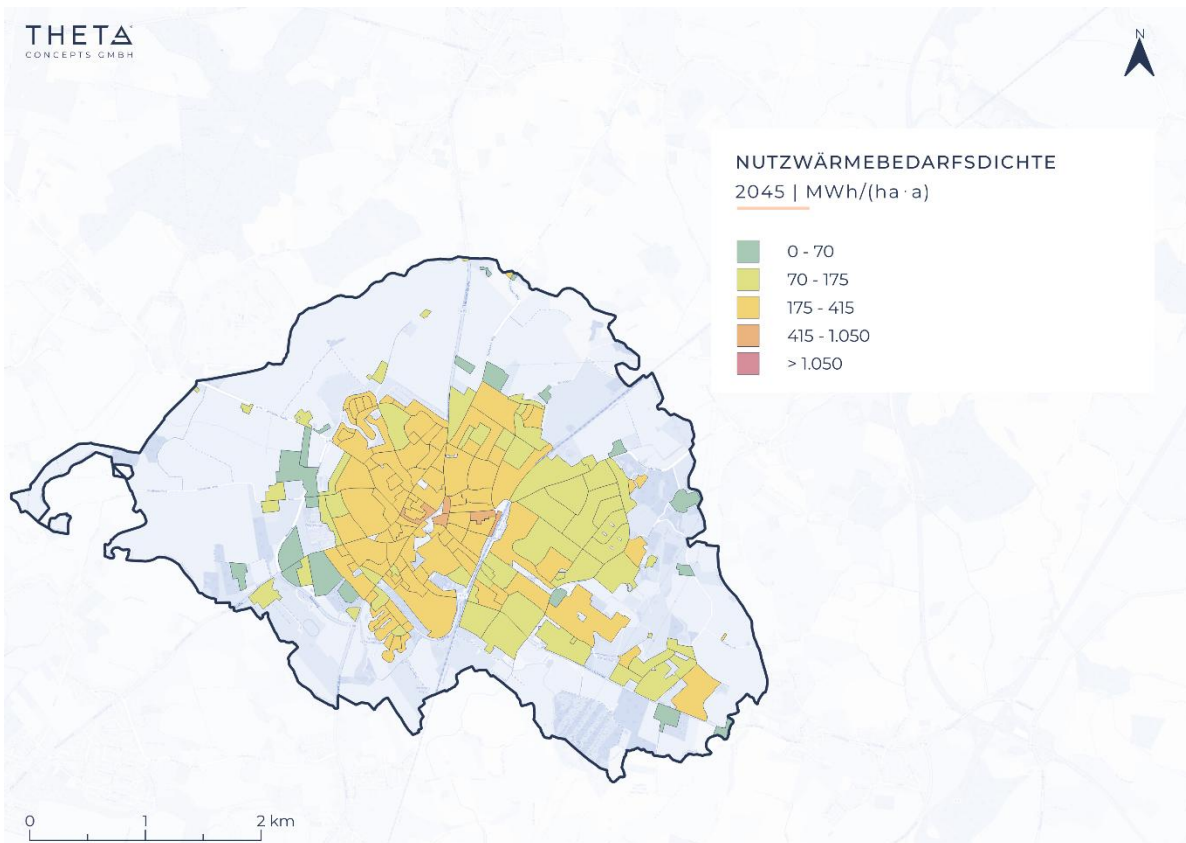 THETA
CONCEPTS GMBH
N
NUTZWÄRMEBEDARFSDICHTE
2045 | MWh/(ha·a)
0 - 70
70 - 175
175 - 415
415 - 1.050
> 1.050
0 1 2 km